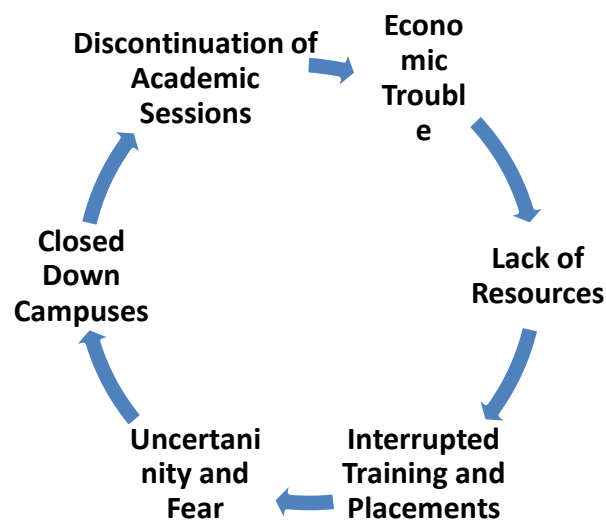 Discontinuation of
Academic
Sessions
Econo
mic
Troubl
e
Lack of
Resources
Interrupted
Training and
Placements
Uncertani
nity and
Fear
Closed
Down
Campuses